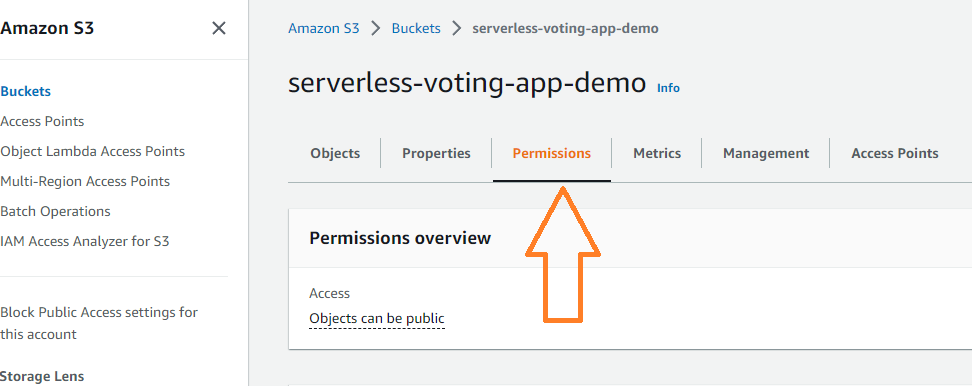 Amazon S3
Buckets
Access Points
Object Lambda Access Points
Multi-Region Access Points
Batch Operations
IAM Access Analyzer for S3
Block Public Access settings for
this account
Storage Lens
Amazon S3 > Buckets > serverless-voting-app-demo
serverless-voting-app-demo Info
Objects Properties Permissions Metrics Management Access Points
Permissions overview
Access
Objects can be public